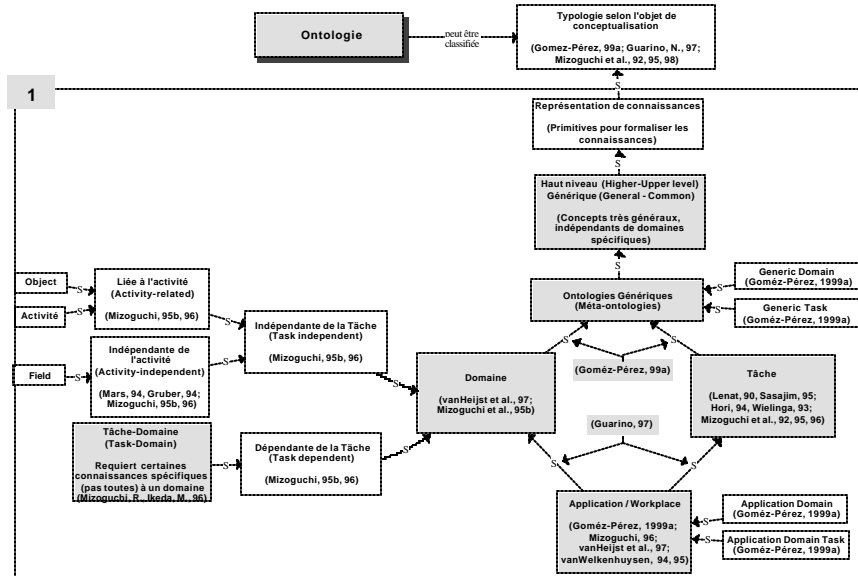 Ontologie
peut être
classifiée
Typologie selon l'objet de
conceptualisation
(Gomez-Pérez, 99a; Guarino, N., 97;
Mizoguchi et al., 92, 95, 98)
1
S
Représentation de connaissances
(Primitives pour formaliser les
connaissances)
S
Haut niveau (Higher-Upper level)
Générique (General - Common)
(Concepts très généraux,
indépendants de domaines
spécifiques)
S
Object
S
Activité
S
Liée à l'activité
(Activity-related)
(Mizoguchi, 95b, 96)
S
Ontologies Génériques
(Méta-ontologies)
S
Generic Domain
(Goméz-Pérez, 1999a)
S
Generic Task
(Goméz-Pérez, 1999a)
Indépendante de la Täche
(Task independent)
(Mizoguchi, 95b, 96)
S
Field
S
Indépendante de
l'activité
(Activity-independent)
(Mars, 94, Gruber, 94;
Mizoguchi, 95b, 96)
S
S
S
(Goméz-Pérez, 99a)
S
S
Domaine
(vanHeijst et al., 97;
Mizoguchi et al., 95b)
Tâche
(Lenat, 90, Sasajim, 95;
Hori, 94, Wielinga, 93;
Mizoguchi et al., 92, 95, 96)
(Guarino, 97)
Tâche-Domaine
(Task-Domain)
Requiert certaines
connaissances spécifiques
(pas toutes) à un domaine
(Mizoguchi, R., Ikeda, M., 96)
S
Dépendante de la Täche
(Task dependent)
(Mizoguchi, 95b, 96)
S
S
S
Application / Workplace
(Goméz-Pérez, 1999a;
Mizoguchi, 96;
vanHeijst et al., 97;
vanWelkenhuysen, 94, 95)
S
Application Domain
(Goméz-Pérez, 1999a)
S
Application Domain Task
(Goméz-Pérez, 1999a)